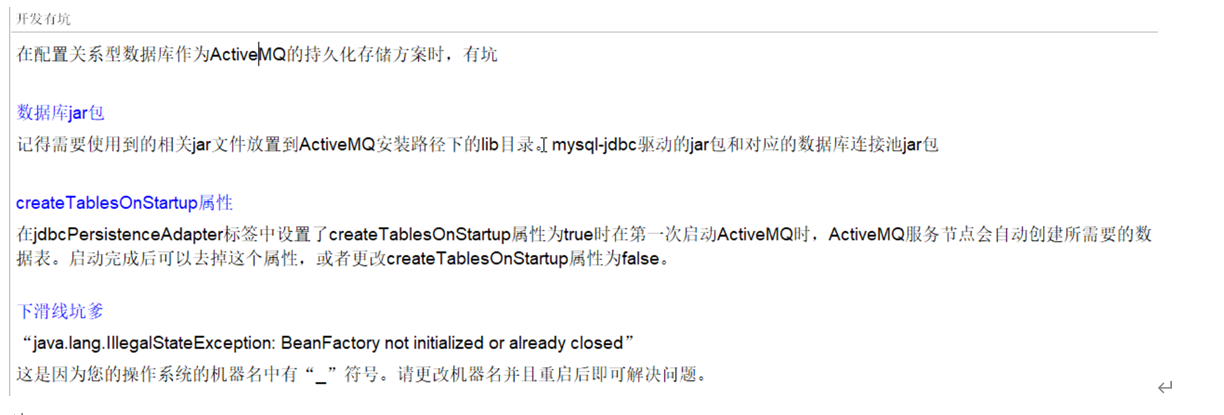 开发有坑
在配置关系型数据库作为ActiveMQ的持久化存储方案时，有坑
数据库jar包
记得需要使用到的相关jar文件放置到ActiveMQ安装路径下的lib目录。mysql-jdbc驱动的jar包和对应的数据库连接池jar包
createTablesOnStartup属性
在jdbcPersistenceAdapter标签中设置了createTablesOnStartup属性为true时在第一次启动ActiveMQ时，ActiveMQ服务节点会自动创建所需要的数
据表。启动完成后可以去掉这个属性，或者更改createTablesOnStartup属性为false。
下滑线坑爹
“java.lang.IllegalStateException: BeanFactory not initialized or already closed”
这是因为您的操作系统的机器名中有“_”符号。请更改机器名并且重启后即可解决问题。